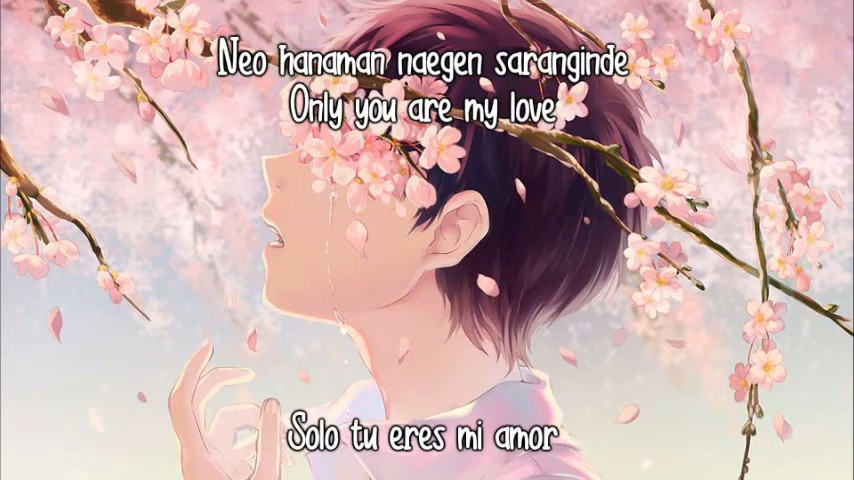 Neo hanaman naegen saranginde
Only you are my love
Solo tu eres mi amor